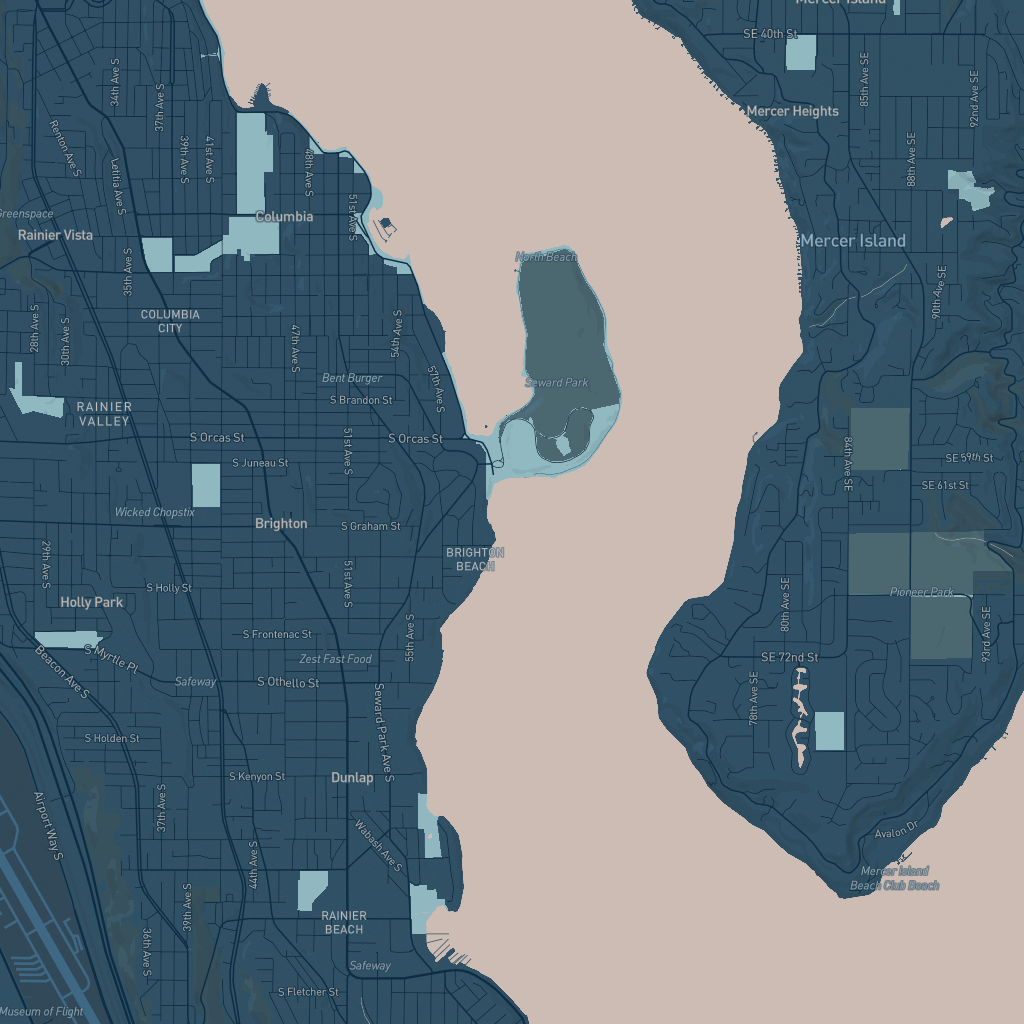 Mercer Island
SE 40th St
34th Ave S
37th Ave S
85th Ave SE
92nd Ave SE
Mercer Heights
Renton Ave S
39th Ave S
41st Ave S
48th Ave S
88th Ave SE
Letitia Ave S
51st Ave S
Greenspace
Columbia
Rainier Vista
Mercer Island
North Beach
35th Ave S
90th Ave SE
COLUMBIA
CITY
28th Ave S
30th Ave S
47th Ave S
54th Ave S
Bent Burger
57th Ave S
Seward Park
S Brandon St
RAINIER
VALLEY
S Orcas St
S Orcas St
51st Ave S
S Juneau St
84th Ave SE
SE 59th St
SE 61st St
Wicked Chopstix
Brighton
S Graham St
BRIGHTON
BEACH
29th Ave S
51st Ave S
S Holly St
Holly Park
80th Ave SE
Pioneer Park
93rd Ave SE
S Frontenac St
55th Ave S
Beacon Ave S
S Myrtle Pl
Zest Fast Food
SE 72nd St
Safeway
S Othello St
78th Ave SE
Seward Park Ave S
S Holden St
S Kenyon St
Dunlap
Airport Way S
37th Ave S
Wabash Ave S
Avalon Dr
44th Ave S
Mercer Island
Beach Club Beach
39th Ave S
RAINIER
BEACH
36th Ave S
Safeway
S Fletcher St
Museum of Flight